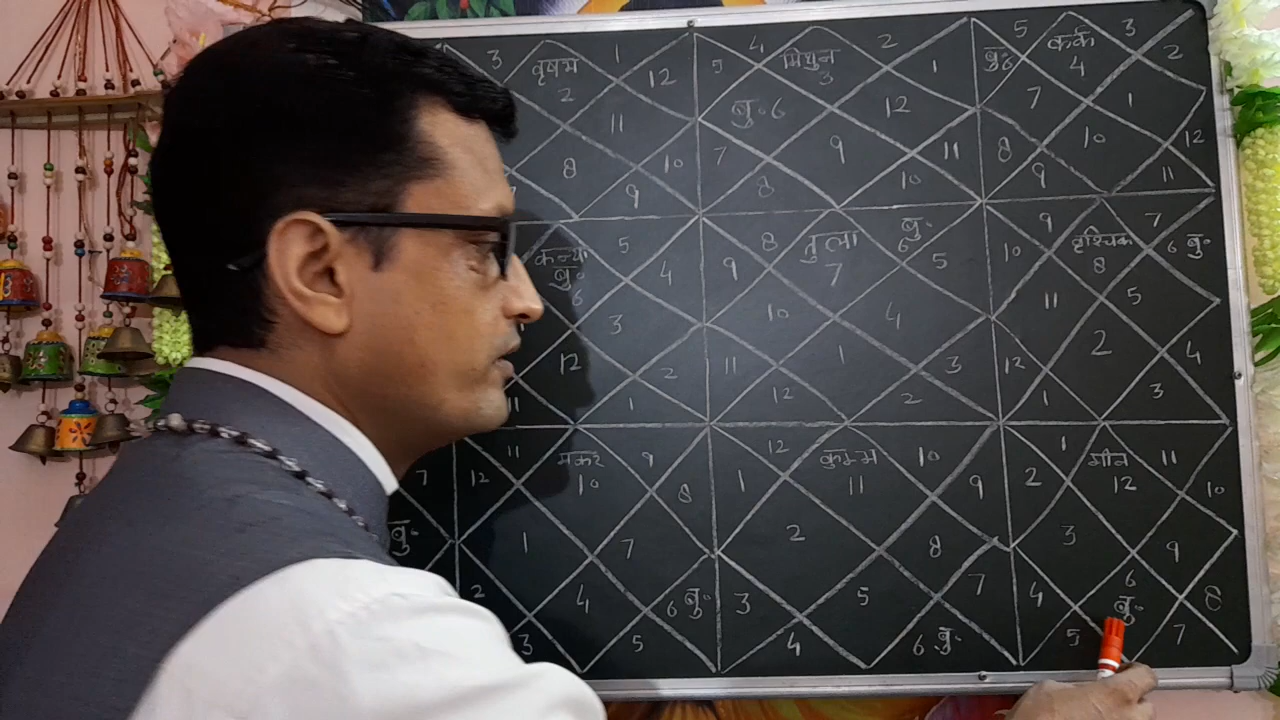 3 वृषभ 1
2 12
11
8 10
9
4 मिथुन 2
5 3 1
बु॰ 6 12
7 9 11
8 10
5 कर्क 3
बु॰ 6 4 2
7 1
8 10 12
9 11
कन्या 5
बु॰ 4
6
3
12 2
11 1
8 तुला बु॰
9 7 6 5
10 4
11 1 3
12 2
9 वृश्चिक 7
10 8 6 बु॰
11 5
12 2 4
1 3
7
बु॰
11 मकर 9
12 10 8
1 7
2 4 6 बु॰
3 5
12 कुम्भ 10
1 11 9
2 8
3 5 7
4 6 बु॰
1 मीन 11
2 12 10
3 9
4 6 8
बु॰
5 7